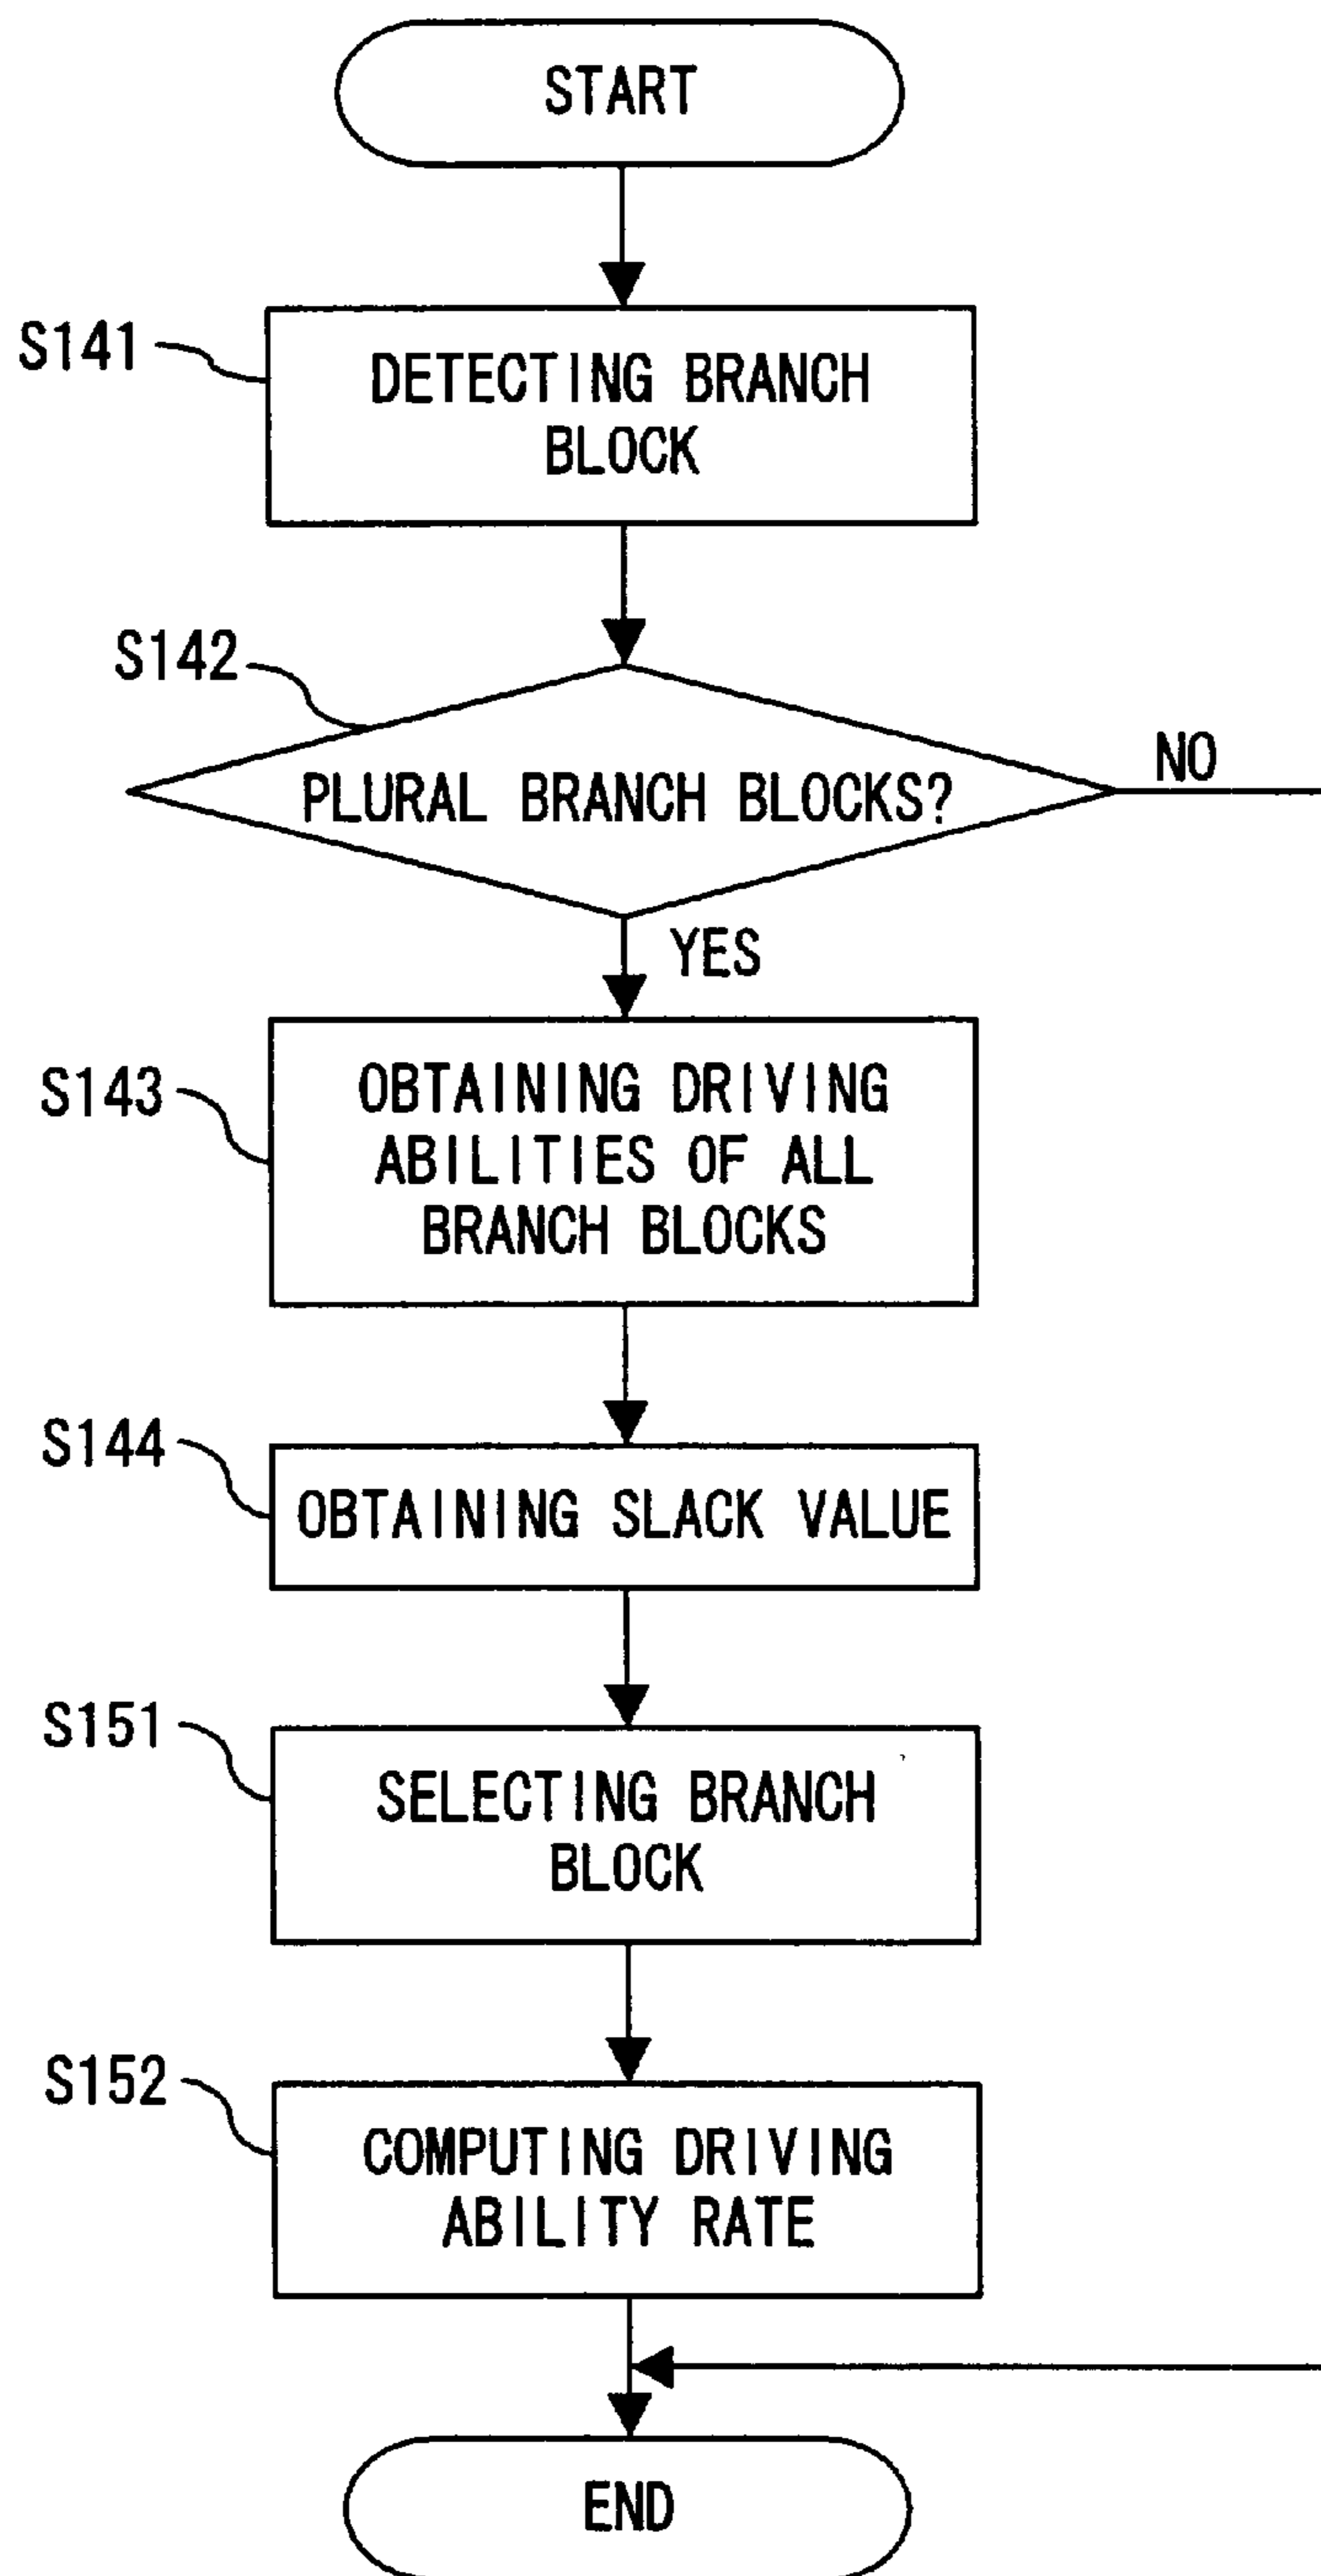 START
S141
DETECTING BRANCH
BLOCK
S142
PLURAL BRANCH BLOCKS?
NO
YES
S143
OBTAINING DRIVING
ABILITIES OF ALL
BRANCH BLOCKS
S144
OBTAINING SLACK VALUE
S151
SELECTING BRANCH
BLOCK
S152
COMPUTING DRIVING
ABILITY RATE
END